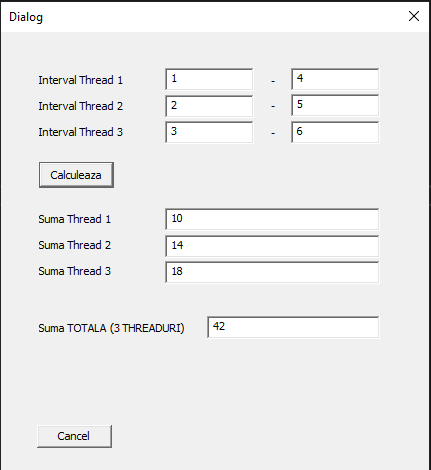 Dialog
Interval Thread 1 1 - 4
Interval Thread 2 2 - 5
Interval Thread 3 3 - 6
Calculeaza
Suma Thread 1 10
Suma Thread 2 14
Suma Thread 3 18
Suma TOTALA (3 THREADURI) 42
Cancel